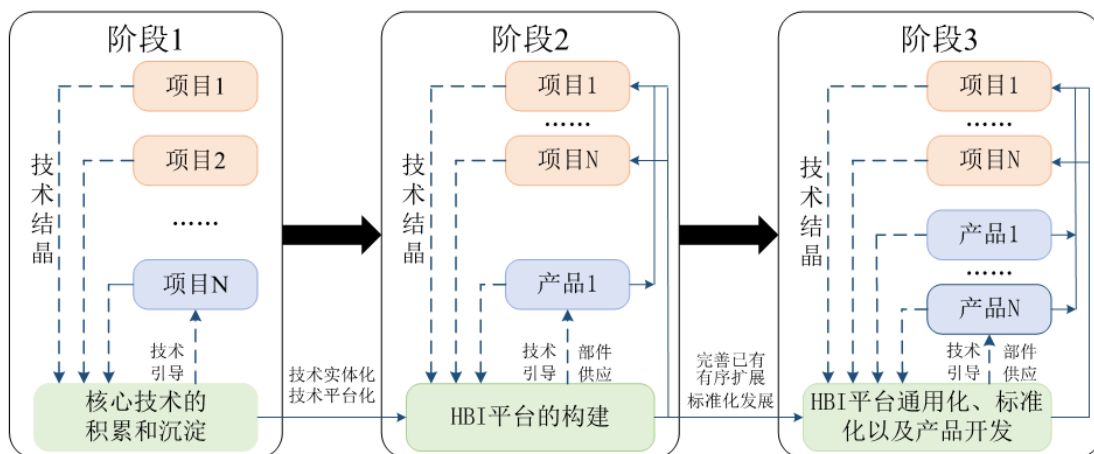 阶段1
项目1
项目2
……
项目N
技术结晶
技术
引导
核心技术的
积累和沉淀
技术实体化
技术平台化
阶段2
项目1
……
项目N
产品1
技术结晶
技术
引导
部件
供应
HBI平台的构建
完善已有
有序扩展
标准化发展
阶段3
项目1
……
项目N
产品1
……
产品N
技术结晶
技术
引导
部件
供应
HBI平台通用化、标准
化以及产品开发